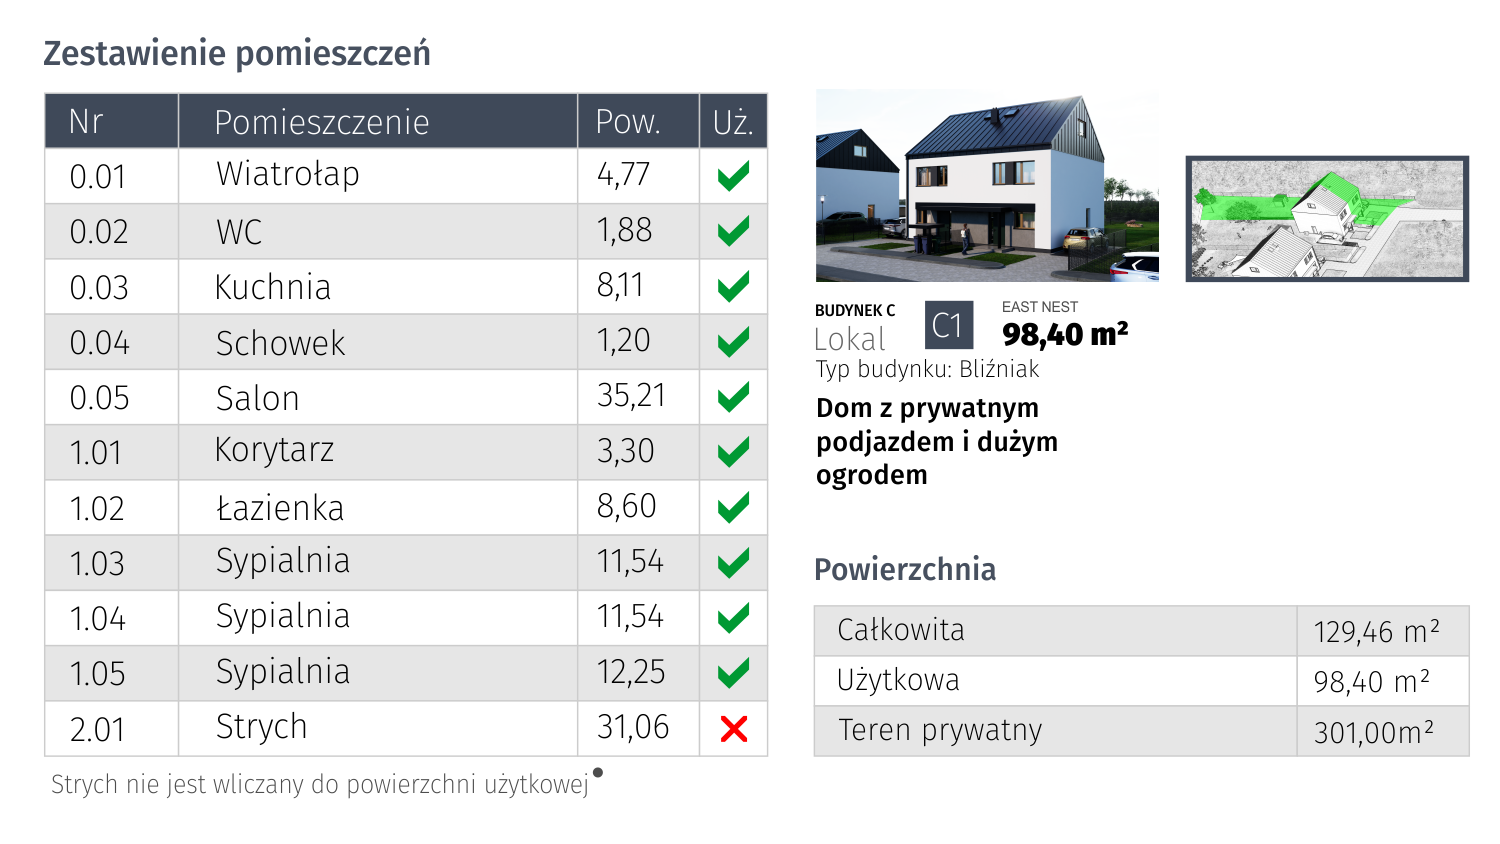 Zestawienie pomieszczeń
Nr Pomieszczenie Pow. Uż.
0.01 Wiatrołap 4,77
0.02 WC 1,88
0.03 Kuchnia 8,11
0.04 Schowek 1,20
0.05 Salon 35,21
1.01 Korytarz 3,30
1.02 Łazienka 8,60
1.03 Sypialnia 11,54
1.04 Sypialnia 11,54
1.05 Sypialnia 12,25
2.01 Strych 31,06
Strych nie jest wliczany do powierzchni użytkowej
BUDYNEK C
Lokal
C1
EAST NEST
98,40 m²
Typ budynku: Bliźniak
Dom z prywatnym
podjazdem i dużym
ogrodem
Powierzchnia
Całkowita 129,46 m²
Użytkowa 98,40 m²
Teren prywatny 301,00m²